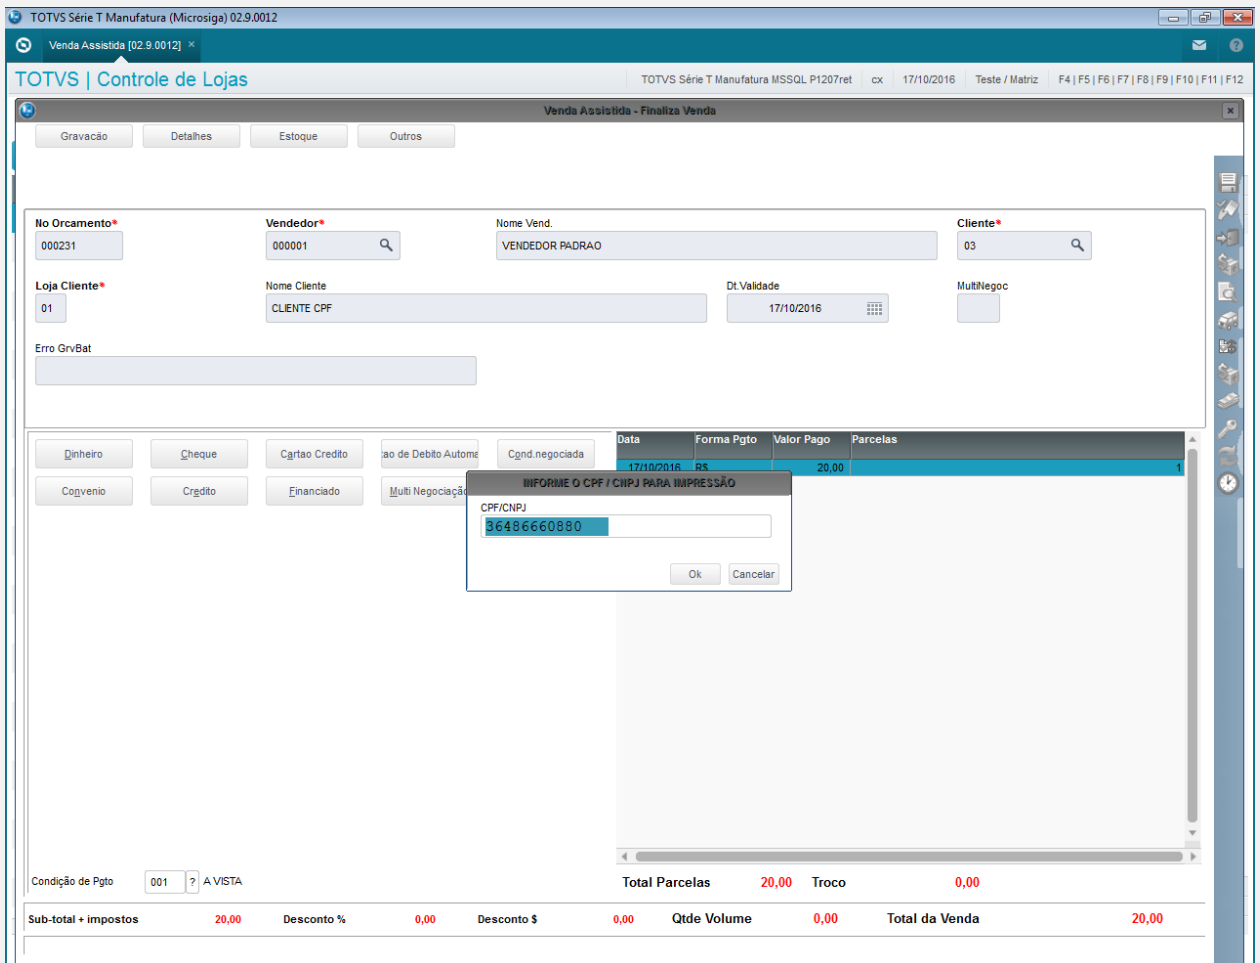 TOTVS Série T Manufatura (Microsiga) 02.9.0012
Venda Assistida [02.9.0012] ×
TOTVS | Controle de Lojas
TOTVS Série T Manufatura MSSQL P1207ret cx 17/10/2016 Teste / Matriz F4 | F5 | F6 | F7 | F8 | F9 | F10 | F11 | F12
Venda Assistida - Finaliza Venda
Gravacão Detalhes Estoque Outros
No Orcamento* Vendedor* Nome Vend. Cliente*
000231 000001 VENDEDOR PADRAO 03
Loja Cliente* Nome Cliente Dt.Validade MultiNegoc
01 CLIENTE CPF 17/10/2016
Erro GrvBat
Data Forma Pgto Valor Pago Parcelas
Dinheiro Cheque Cartao Credito ao de Debito Automa Cond.negociada
17/10/2016 R$ 20,00 1
Convenio Credito Financiado Multi Negociação
INFORME O CPF / CNPJ PARA IMPRESSÃO
CPF/CNPJ
36486660880
Ok Cancelar
Condição de Pgto 001 ? A VISTA
Total Parcelas 20,00 Troco 0,00
Sub-total + impostos 20,00 Desconto % 0,00 Desconto $ 0,00 Qtde Volume 0,00 Total da Venda 20,00